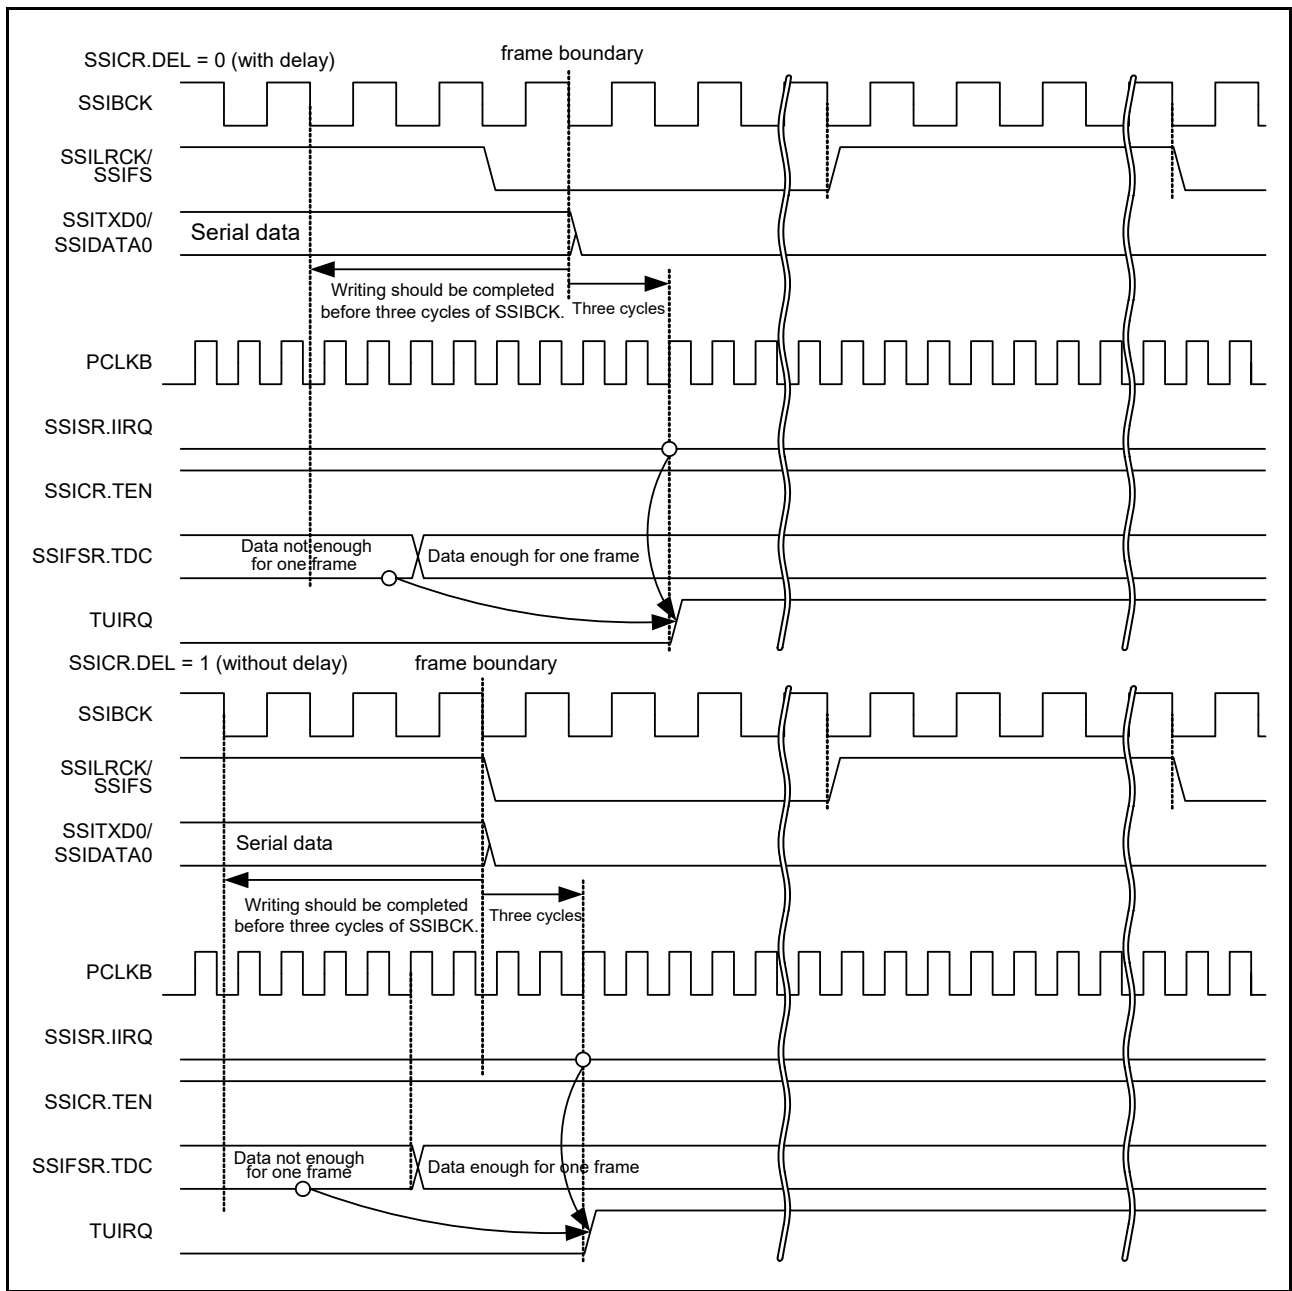 SSICR.DEL = 0 (with delay)
frame boundary
SSIBCK
SSILRCK/
SSIFS
SSITXD0/
SSIDATA0
Serial data
Writing should be completed
before three cycles of SSIBCK.
Three cycles
PCLKB
SSISR.IIRQ
SSICR.TEN
SSIFSR.TDC
Data not enough
for one frame
Data enough for one frame
TUIRQ
SSICR.DEL = 1 (without delay)
frame boundary
SSIBCK
SSILRCK/
SSIFS
SSITXD0/
SSIDATA0
Serial data
Writing should be completed
before three cycles of SSIBCK.
Three cycles
PCLKB
SSISR.IIRQ
SSICR.TEN
SSIFSR.TDC
Data not enough
for one frame
Data enough for one frame
TUIRQ